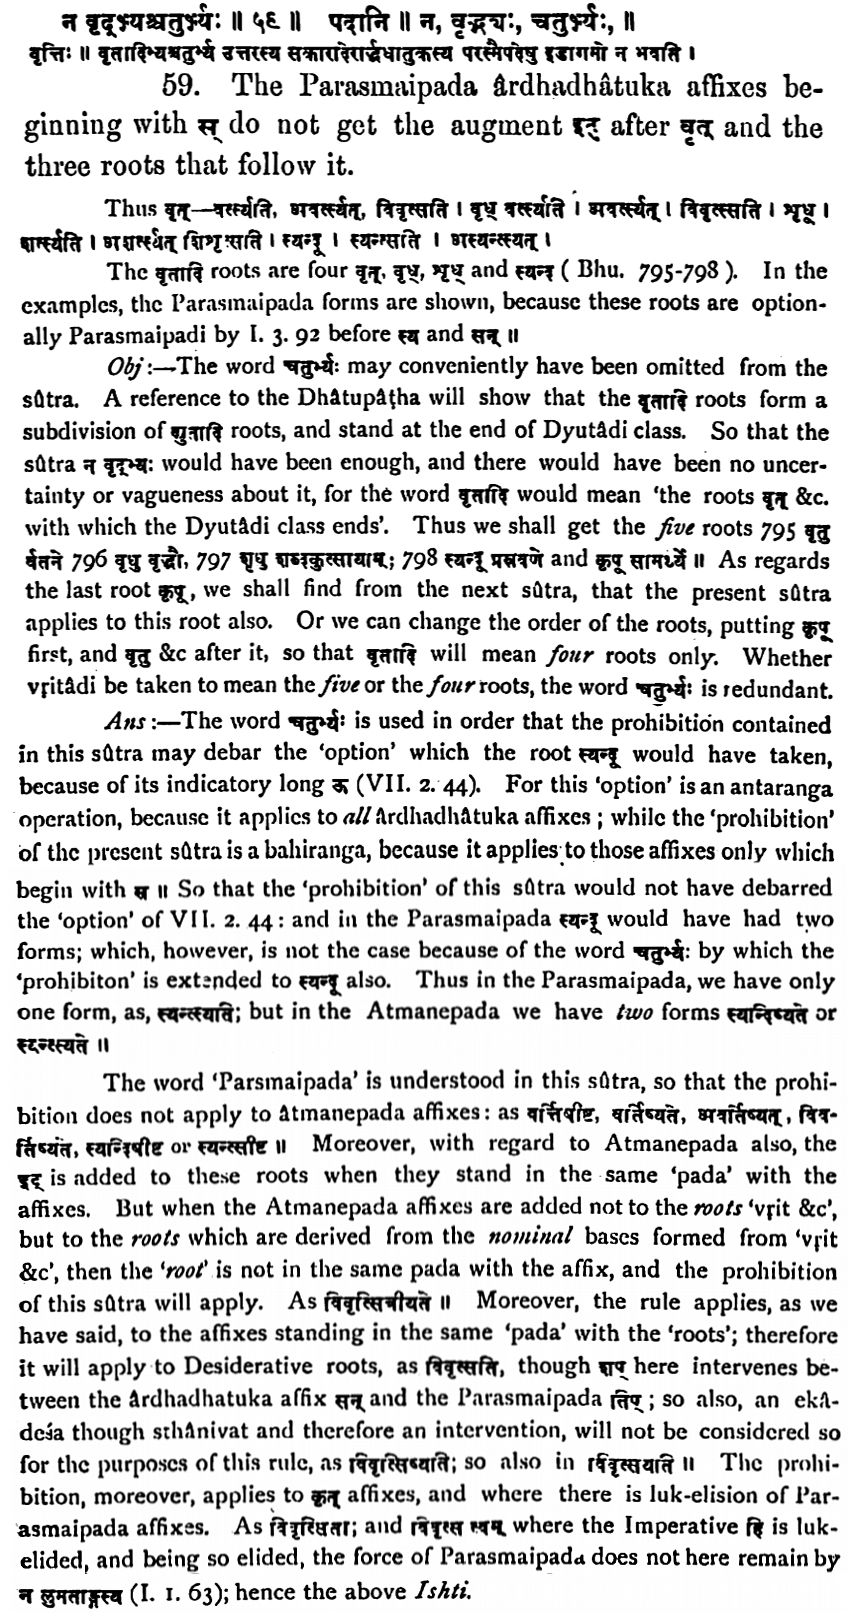 न वृद्भ्यश्चतुर्भ्यः ॥ ५९ ॥ पदानि ॥ न, वृद्भ्यः, चतुर्भ्यः, ॥
वृत्तिः ॥ वृतादिभ्यश्चतुर्भ्य उत्तरस्य सकारादेरार्द्धधातुकस्य परस्मैपदेषु इडागमो न भवति ।
59. The Parasmaipada ârdhadhâtuka affixes be-
ginning with स् do not get the augment इट् after वृत् and the
three roots that follow it.
Thus वृत्—वर्त्स्यति, अवर्त्स्यत्, विवृत्सति । वृध् वर्त्स्यति । अवर्त्स्यत् । विवृत्सति । शृधू ।
शर्त्स्यति । अशर्त्स्यत् शिशृत्सति । स्यन्दू । स्यन्त्स्यति । अस्यन्त्स्यत् ।
The वृतादि roots are four वृत्, वृध्, शृध् and स्यन्द ( Bhu. 795-798 ). In the
examples, the Parasmaipada forms are shown, because these roots are option-
ally Parasmaipadi by I. 3. 92 before स्य and सन् ॥
Obj :—The word चतुर्भ्यः may conveniently have been omitted from the
sûtra. A reference to the Dhâtupâṭha will show that the वृतादि roots form a
subdivision of द्युतादि roots, and stand at the end of Dyutâdi class. So that the
sûtra न वृद्भ्यः would have been enough, and there would have been no uncer-
tainty or vagueness about it, for the word वृतादि would mean 'the roots वृत् &c.
with which the Dyutâdi class ends'. Thus we shall get the five roots 795 वृतु
र्वतने 796 वृधु वृद्धौ, 797 शृधु शब्दकुत्सायाम्; 798 स्यन्दू प्रस्रवणे and कृपू सामर्थ्ये ॥ As regards
the last root कृपू, we shall find from the next sûtra, that the present sûtra
applies to this root also. Or we can change the order of the roots, putting कृपू
first, and वृतु &c after it, so that वृतादि will mean four roots only. Whether
vṛitâdi be taken to mean the five or the four roots, the word चतुर्भ्यः is redundant.
Ans :—The word चतुर्भ्यः is used in order that the prohibition contained
in this sûtra may debar the 'option' which the root स्यन्दू would have taken,
because of its indicatory long ऊ (VII. 2. 44). For this 'option' is an antaranga
operation, because it applies to all ârdhadhâtuka affixes ; while the 'prohibition'
of the present sûtra is a bahiranga, because it applies to those affixes only which
begin with स ॥ So that the 'prohibition' of this sûtra would not have debarred
the 'option' of VII. 2. 44 : and in the Parasmaipada स्यन्दू would have had two
forms; which, however, is not the case because of the word चतुर्भ्यः by which the
'prohibiton' is extended to स्यन्दू also. Thus in the Parasmaipada, we have only
one form, as, स्यन्त्स्यति; but in the Atmanepada we have two forms स्यन्दिष्यते or
स्यन्त्स्यते ॥
The word 'Parsmaipada' is understood in this sûtra, so that the prohi-
bition does not apply to âtmanepada affixes : as वर्त्तिषीष्ट, वर्तिष्यते, अवर्तिष्यत्, विव-
र्तिष्यते, स्यन्दिषीष्ट or स्यन्त्सीष्ट ॥ Moreover, with regard to Atmanepada also, the
इट् is added to these roots when they stand in the same 'pada' with the
affixes. But when the Atmanepada affixes are added not to the roots 'vṛit &c',
but to the roots which are derived from the nominal bases formed from 'vṛit
&c', then the 'root' is not in the same pada with the affix, and the prohibition
of this sûtra will apply. As विवृत्सित्रीयते ॥ Moreover, the rule applies, as we
have said, to the affixes standing in the same 'pada' with the 'roots'; therefore
it will apply to Desiderative roots, as विवृत्सति, though शप् here intervenes be-
tween the ârdhadhatuka affix सन् and the Parasmaipada तिप् ; so also, an ekâ-
deśa though sthânivat and therefore an intervention, will not be considered so
for the purposes of this rule, as विवृत्सिष्यति; so also in विवृत्सयति ॥ The prohi-
bition, moreover, applies to कृत् affixes, and where there is luk-elision of Par-
asmaipada affixes. As विवृत्सिता; and विवृत्स त्वम् where the Imperative हि is luk-
elided, and being so elided, the force of Parasmaipada does not here remain by
न लुमताङ्गस्य (I. 1. 63); hence the above Ishti.